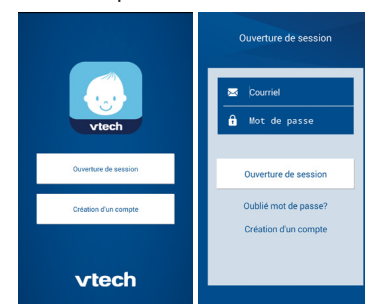 vtech
Ouverture de session
Création d'un compte
vtech
Ouverture de session
Courriel
Mot de passe
Ouverture de session
Oublié mot de passe?
Création d'un compte